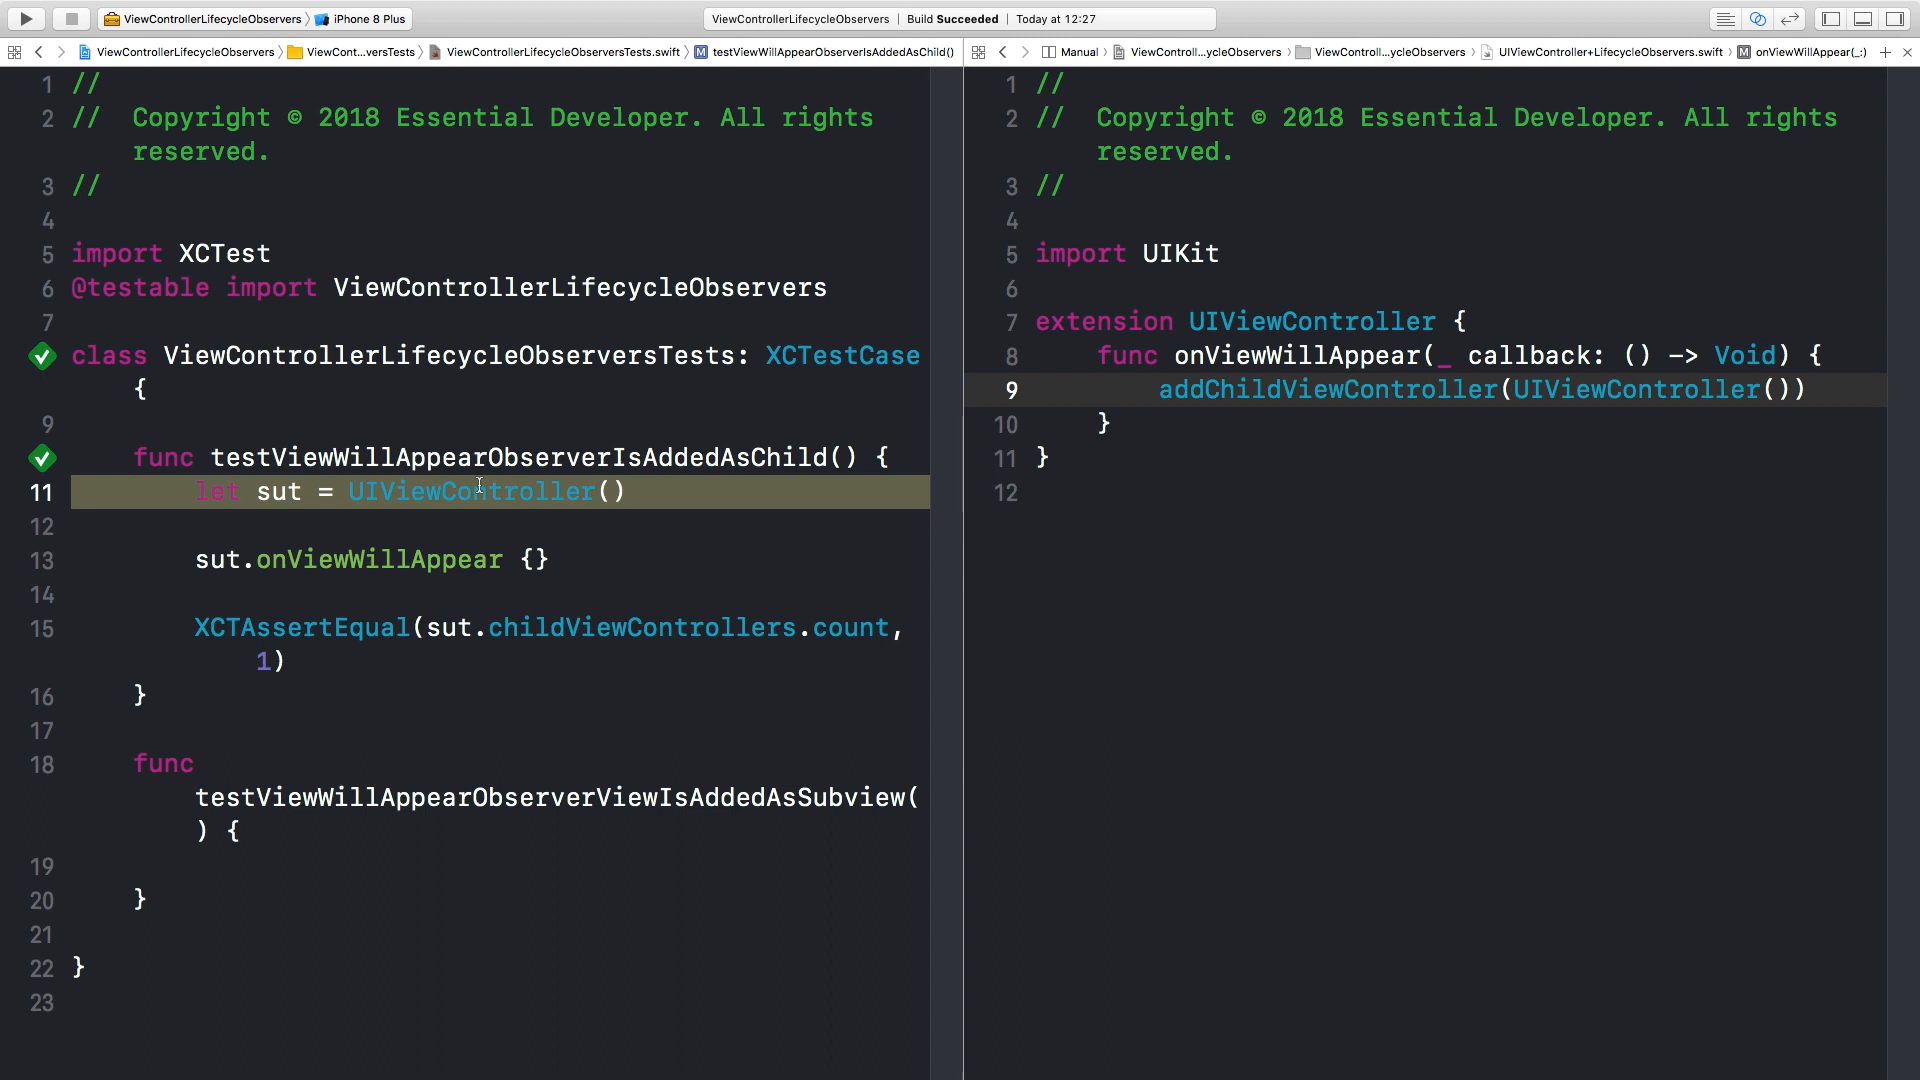 ViewControllerLifecycleObservers
iPhone 8 Plus
ViewControllerLifecycleObservers | Build Succeeded | Today at 12:27
ViewControllerLifecycleObservers
ViewCont...versTests
ViewControllerLifecycleObserversTests.swift
M testViewWillAppearObserverIsAddedAsChild()
Manual
ViewControll...ycleObservers
ViewControll...ycleObservers
UIViewController+LifecycleObservers.swift
M onViewWillAppear(_:)
1 //
2 //  Copyright © 2018 Essential Developer. All rights
reserved.
3 //
4
5 import XCTest
6 @testable import ViewControllerLifecycleObservers
7
class ViewControllerLifecycleObserversTests: XCTestCase
{
9
func testViewWillAppearObserverIsAddedAsChild() {
11 let sut = UIViewController()
12
13 sut.onViewWillAppear {}
14
15 XCTAssertEqual(sut.childViewControllers.count,
1)
16 }
17
18 func
testViewWillAppearObserverViewIsAddedAsSubview(
) {
19
20 }
21
22 }
23
1 //
2 //  Copyright © 2018 Essential Developer. All rights
reserved.
3 //
4
5 import UIKit
6
7 extension UIViewController {
8 func onViewWillAppear(_ callback: () -> Void) {
9 addChildViewController(UIViewController())
10 }
11 }
12